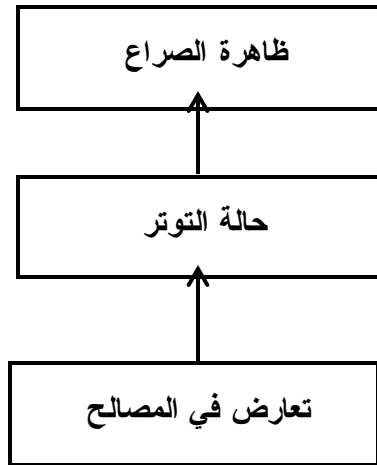 ظاهرة الصراع
حالة التوتر
تعارض في المصالح